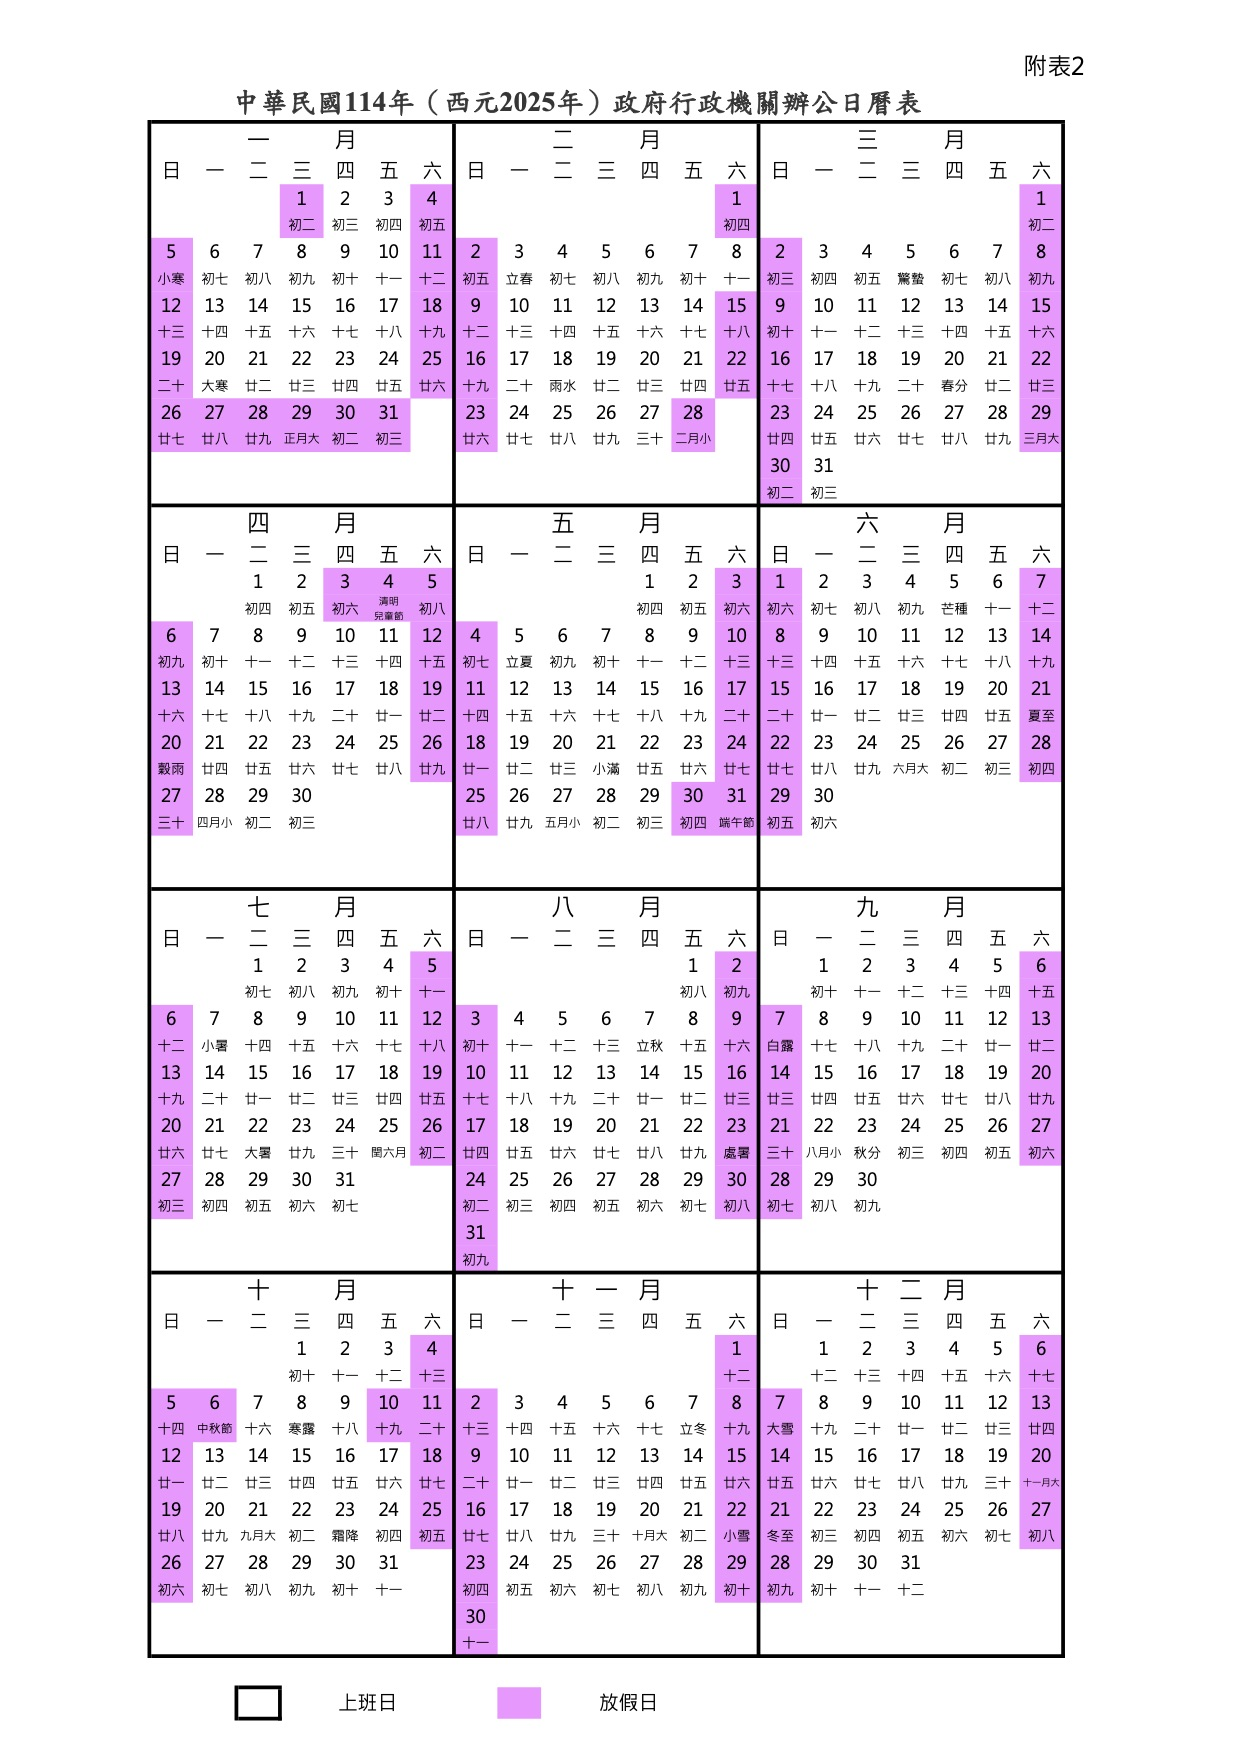 附表2
中華民國114年（西元2025年）政府行政機關辦公日曆表
一 月 二 月 三 月
日 一 二 三 四 五 六 日 一 二 三 四 五 六 日 一 二 三 四 五 六
1 2 3 4 1 1
初二 初三 初四 初五 初四 初二
5 6 7 8 9 10 11 2 3 4 5 6 7 8 2 3 4 5 6 7 8
小寒 初七 初八 初九 初十 十一 十二 初五 立春 初七 初八 初九 初十 十一 初三 初四 初五 驚蟄 初七 初八 初九
12 13 14 15 16 17 18 9 10 11 12 13 14 15 9 10 11 12 13 14 15
十三 十四 十五 十六 十七 十八 十九 十二 十三 十四 十五 十六 十七 十八 初十 十一 十二 十三 十四 十五 十六
19 20 21 22 23 24 25 16 17 18 19 20 21 22 16 17 18 19 20 21 22
二十 大寒 廿二 廿三 廿四 廿五 廿六 十九 二十 雨水 廿二 廿三 廿四 廿五 十七 十八 十九 二十 春分 廿二 廿三
26 27 28 29 30 31 23 24 25 26 27 28 23 24 25 26 27 28 29
廿七 廿八 廿九 正月大 初二 初三 廿六 廿七 廿八 廿九 三十 二月小 廿四 廿五 廿六 廿七 廿八 廿九 三月大
30 31
初二 初三
四 月 五 月 六 月
日 一 二 三 四 五 六 日 一 二 三 四 五 六 日 一 二 三 四 五 六
1 2 3 4 5 1 2 3 1 2 3 4 5 6 7
初四 初五 初六 清明 兒童節 初八 初四 初五 初六 初六 初七 初八 初九 芒種 十一 十二
6 7 8 9 10 11 12 4 5 6 7 8 9 10 8 9 10 11 12 13 14
初九 初十 十一 十二 十三 十四 十五 初七 立夏 初九 初十 十一 十二 十三 十三 十四 十五 十六 十七 十八 十九
13 14 15 16 17 18 19 11 12 13 14 15 16 17 15 16 17 18 19 20 21
十六 十七 十八 十九 二十 廿一 廿二 十四 十五 十六 十七 十八 十九 二十 二十 廿一 廿二 廿三 廿四 廿五 夏至
20 21 22 23 24 25 26 18 19 20 21 22 23 24 22 23 24 25 26 27 28
穀雨 廿四 廿五 廿六 廿七 廿八 廿九 廿一 廿二 廿三 小滿 廿五 廿六 廿七 廿七 廿八 廿九 六月大 初二 初三 初四
27 28 29 30 25 26 27 28 29 30 31 29 30
三十 四月小 初二 初三 廿八 廿九 五月小 初二 初三 初四 端午節 初五 初六
七 月 八 月 九 月
日 一 二 三 四 五 六 日 一 二 三 四 五 六 日 一 二 三 四 五 六
1 2 3 4 5 1 2 1 2 3 4 5 6
初七 初八 初九 初十 十一 初八 初九 初十 十一 十二 十三 十四 十五
6 7 8 9 10 11 12 3 4 5 6 7 8 9 7 8 9 10 11 12 13
十二 小暑 十四 十五 十六 十七 十八 初十 十一 十二 十三 立秋 十五 十六 白露 十七 十八 十九 二十 廿一 廿二
13 14 15 16 17 18 19 10 11 12 13 14 15 16 14 15 16 17 18 19 20
十九 二十 廿一 廿二 廿三 廿四 廿五 十七 十八 十九 二十 廿一 廿二 廿三 廿三 廿四 廿五 廿六 廿七 廿八 廿九
20 21 22 23 24 25 26 17 18 19 20 21 22 23 21 22 23 24 25 26 27
廿六 廿七 大暑 廿九 三十 閏六月 初二 廿四 廿五 廿六 廿七 廿八 廿九 處暑 三十 八月小 秋分 初三 初四 初五 初六
27 28 29 30 31 24 25 26 27 28 29 30 28 29 30
初三 初四 初五 初六 初七 初二 初三 初四 初五 初六 初七 初八 初七 初八 初九
31
初九
十 月 十 一 月 十 二 月
日 一 二 三 四 五 六 日 一 二 三 四 五 六 日 一 二 三 四 五 六
1 2 3 4 1 1 2 3 4 5 6
初十 十一 十二 十三 十二 十二 十三 十四 十五 十六 十七
5 6 7 8 9 10 11 2 3 4 5 6 7 8 7 8 9 10 11 12 13
十四 中秋節 十六 寒露 十八 十九 二十 十三 十四 十五 十六 十七 立冬 十九 大雪 十九 二十 廿一 廿二 廿三 廿四
12 13 14 15 16 17 18 9 10 11 12 13 14 15 14 15 16 17 18 19 20
廿一 廿二 廿三 廿四 廿五 廿六 廿七 二十 廿一 廿二 廿三 廿四 廿五 廿六 廿五 廿六 廿七 廿八 廿九 三十 十一月大
19 20 21 22 23 24 25 16 17 18 19 20 21 22 21 22 23 24 25 26 27
廿八 廿九 九月大 初二 霜降 初四 初五 廿七 廿八 廿九 三十 十月大 初二 小雪 冬至 初三 初四 初五 初六 初七 初八
26 27 28 29 30 31 23 24 25 26 27 28 29 28 29 30 31
初六 初七 初八 初九 初十 十一 初四 初五 初六 初七 初八 初九 初十 初九 初十 十一 十二
30
十一
上班日 放假日